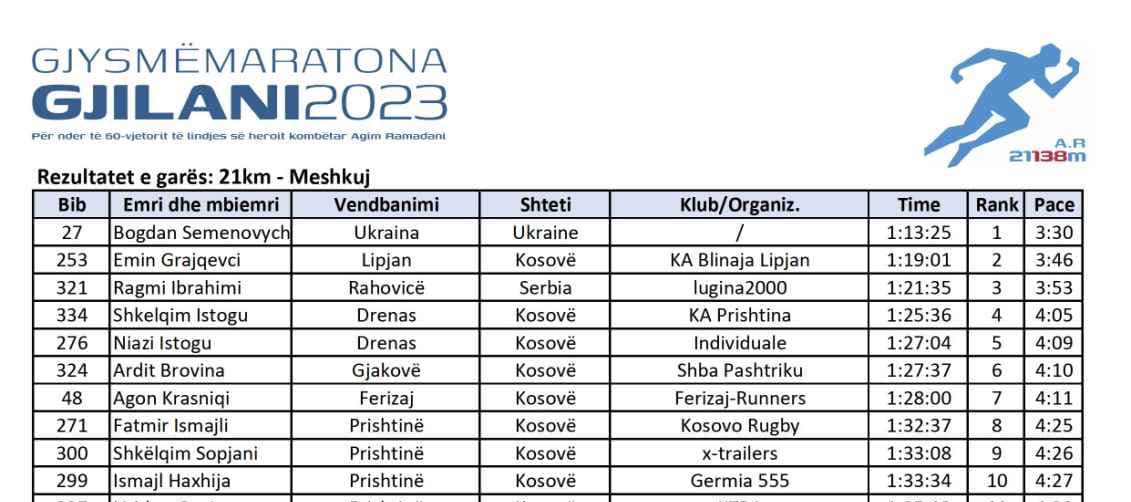 GJYSMËMARATONA
GJILANI2023
Për nder të 60-vjetorit të lindjes së heroit kombëtar Agim Ramadani
A.R
21138m
Rezultatet e garës: 21km - Meshkuj
Bib Emri dhe mbiemri Vendbanimi Shteti Klub/Organiz. Time Rank Pace
27 Bogdan Semenovych Ukraina Ukraine / 1:13:25 1 3:30
253 Emin Grajqevci Lipjan Kosovë KA Blinaja Lipjan 1:19:01 2 3:46
321 Ragmi Ibrahimi Rahovicë Serbia lugina2000 1:21:35 3 3:53
334 Shkelqim Istogu Drenas Kosovë KA Prishtina 1:25:36 4 4:05
276 Niazi Istogu Drenas Kosovë Individuale 1:27:04 5 4:09
324 Ardit Brovina Gjakovë Kosovë Shba Pashtriku 1:27:37 6 4:10
48 Agon Krasniqi Ferizaj Kosovë Ferizaj-Runners 1:28:00 7 4:11
271 Fatmir Ismajli Prishtinë Kosovë Kosovo Rugby 1:32:37 8 4:25
300 Shkëlqim Sopjani Prishtinë Kosovë x-trailers 1:33:08 9 4:26
299 Ismajl Haxhija Prishtinë Kosovë Germia 555 1:33:34 10 4:27